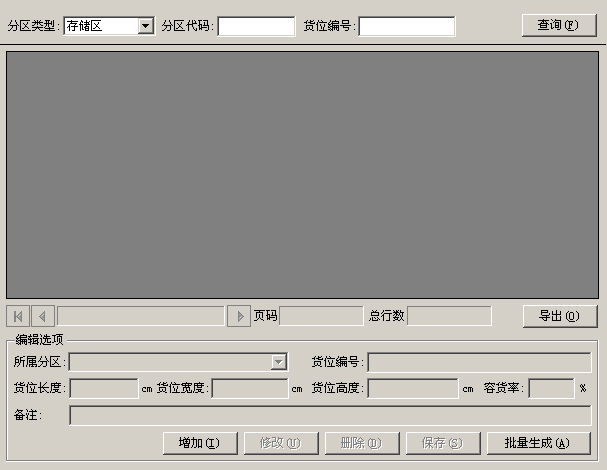 分区类型: 存储区 分区代码: 货位编号: 查询(F)
页码 总行数 导出(O)
编辑选项
所属分区: 货位编号:
货位长度: cm 货位宽度: cm 货位高度: cm 容货率: %
备注:
增加(I) 修改(U) 删除(D) 保存(S) 批量生成(A)